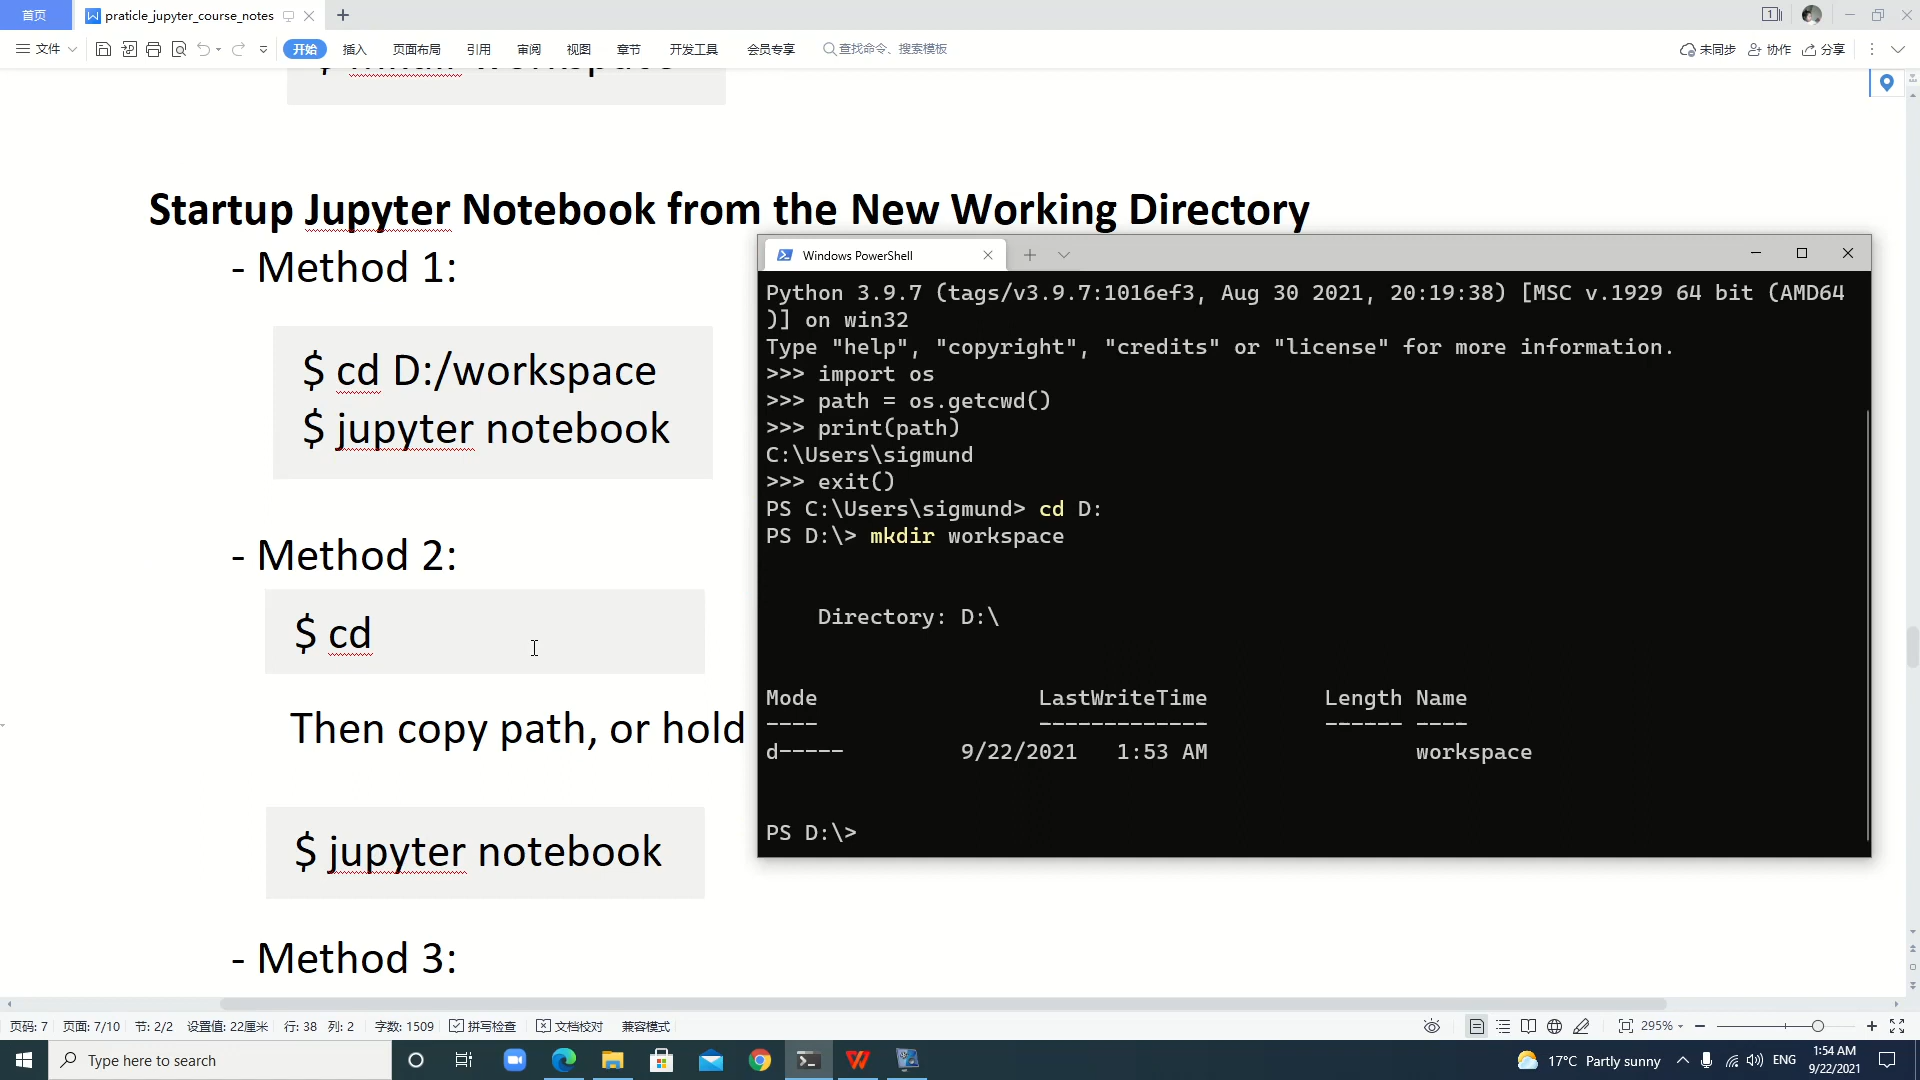 首页
praticle_jupyter_course_notes
文件
开始
插入
页面布局
引用
审阅
视图
章节
开发工具
会员专享
查找命令、搜索模板
未同步
协作
分享
$ mkdir workspace
Startup Jupyter Notebook from the New Working Directory
- Method 1:
$ cd D:/workspace
$ jupyter notebook
- Method 2:
$ cd
Then copy path, or hold
$ jupyter notebook
- Method 3:
Windows PowerShell
Python 3.9.7 (tags/v3.9.7:1016ef3, Aug 30 2021, 20:19:38) [MSC v.1929 64 bit (AMD64
)] on win32
Type "help", "copyright", "credits" or "license" for more information.
>>> import os
>>> path = os.getcwd()
>>> print(path)
C:\Users\sigmund
>>> exit()
PS C:\Users\sigmund> cd D:
PS D:\> mkdir workspace
Directory: D:\
Mode LastWriteTime Length Name
---- ------------- ------ ----
d----- 9/22/2021 1:53 AM workspace
PS D:\>
页码: 7 页面: 7/10 节: 2/2 设置值: 22厘米 行: 38 列: 2 字数: 1509 拼写检查 文档校对 兼容模式
295%
Type here to search
17°C Partly sunny
ENG
1:54 AM
9/22/2021